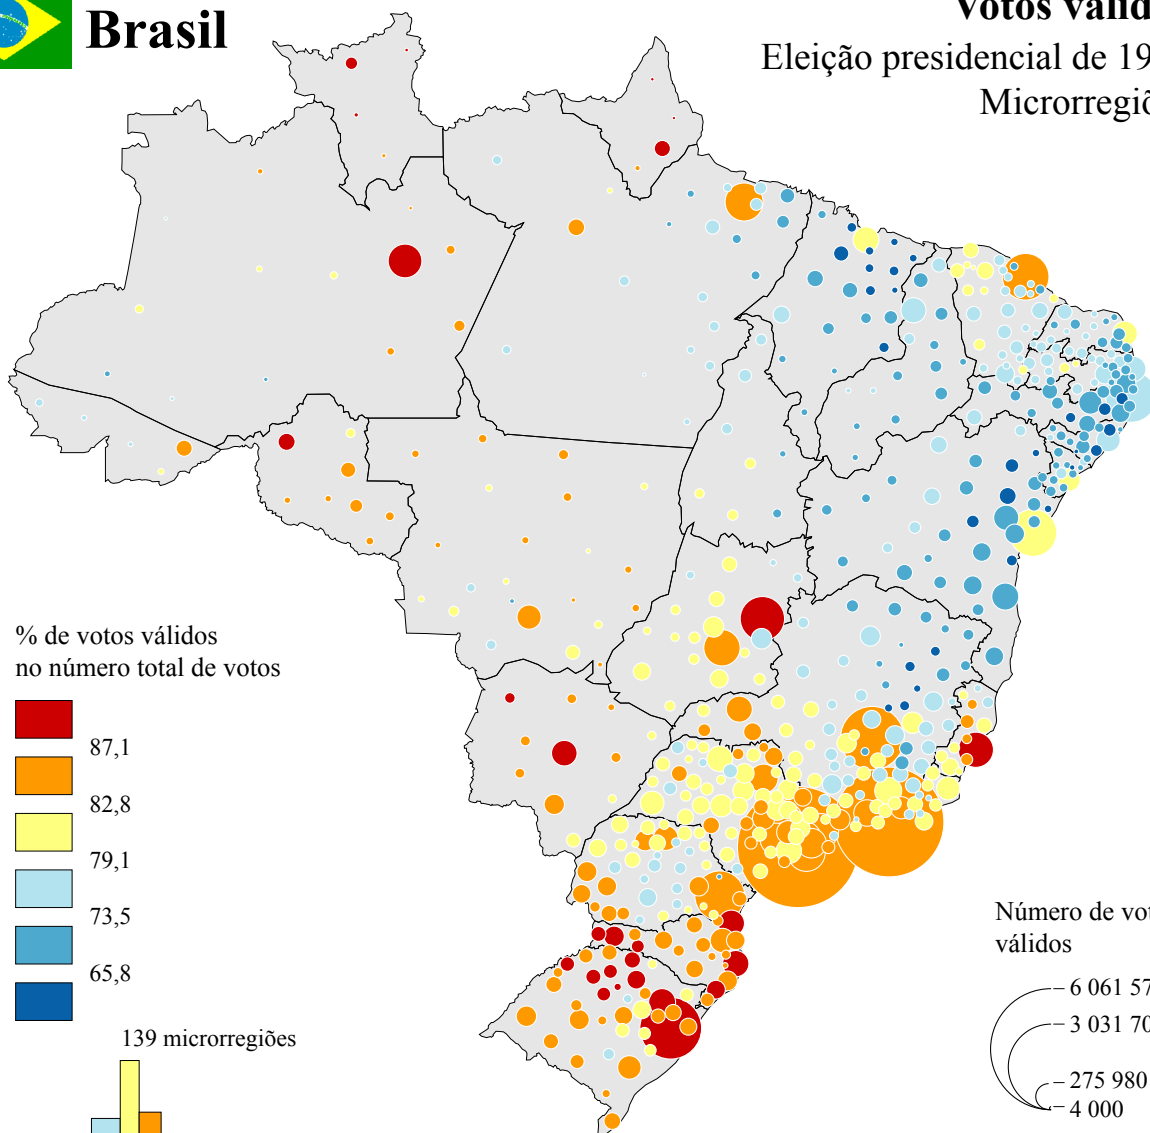 Brasil
Votos válid
Eleição presidencial de 19
Microrregiõ
% de votos válidos
no número total de votos
87,1
82,8
79,1
73,5
65,8
139 microrregiões
Número de vot
válidos
6 061 57
3 031 70
275 980
4 000